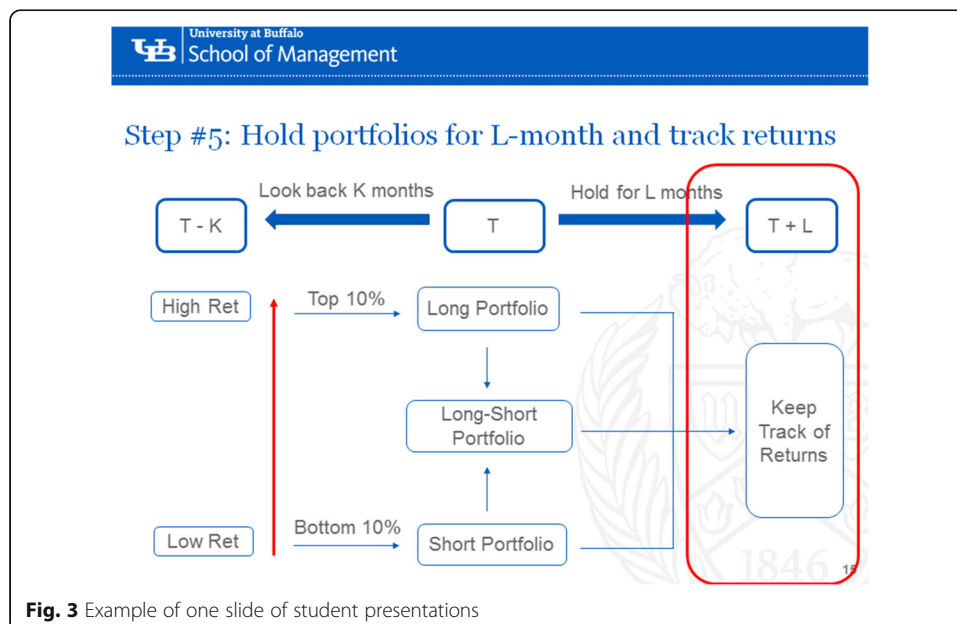 University at Buffalo
UB School of Management
Step #5: Hold portfolios for L-month and track returns
Look back K months
Hold for L months
T - K
T
T + L
High Ret
Top 10%
Long Portfolio
Long-Short
Portfolio
Keep
Track of
Returns
Low Ret
Bottom 10%
Short Portfolio
1846
15
Fig. 3 Example of one slide of student presentations